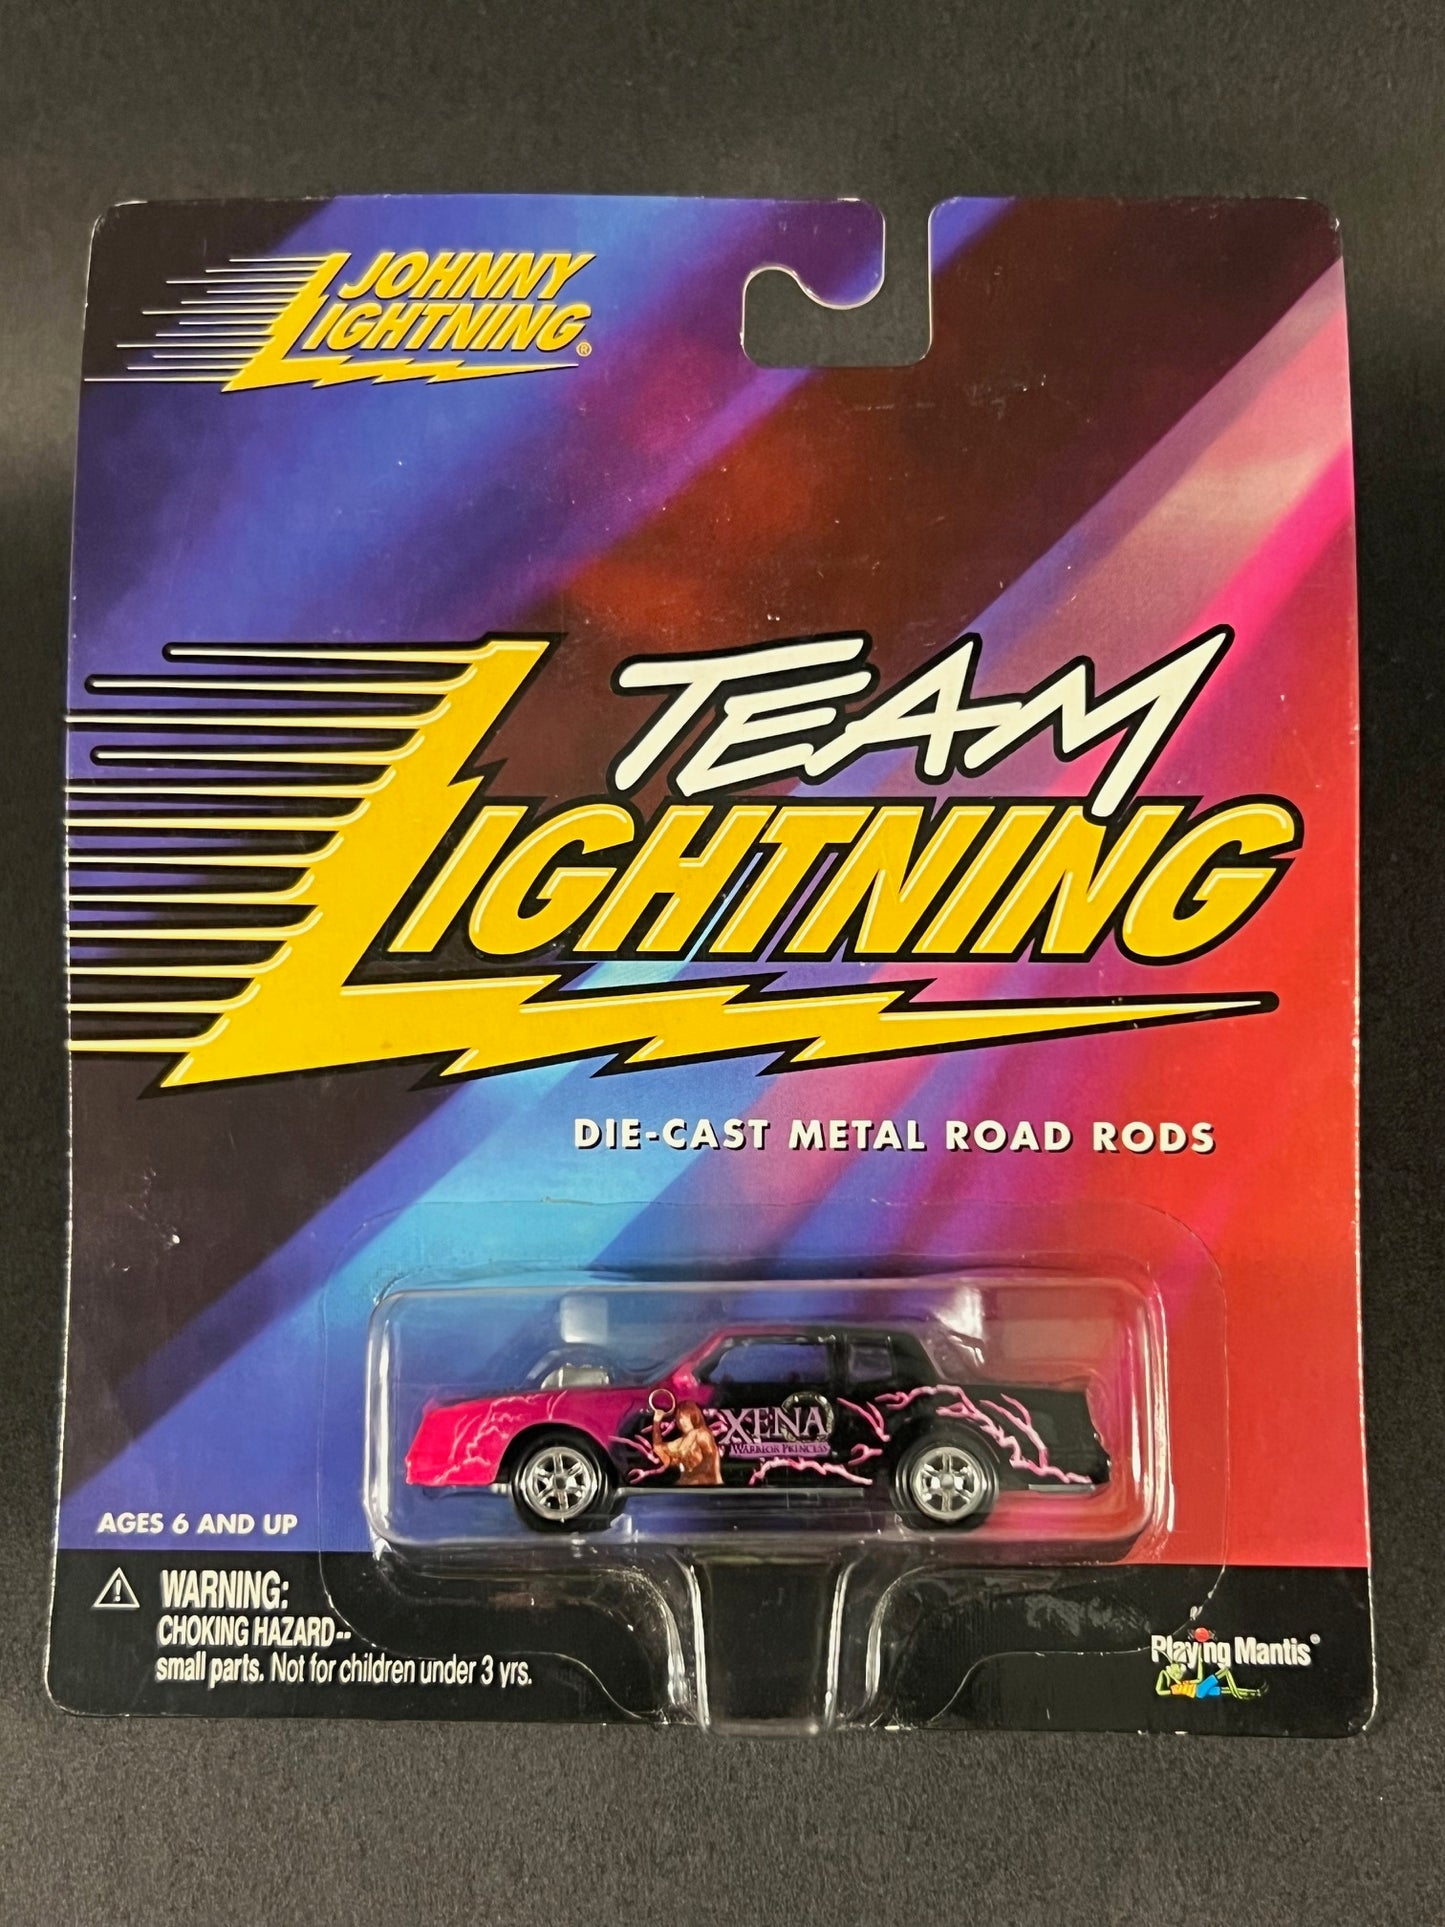 JOHNNY
LIGHTNING®
TEAM
LIGHTNING
DIE-CAST METAL ROAD RODS
XENA
WARRIOR PRINCESS
AGES 6 AND UP
WARNING:
CHOKING HAZARD--
small parts. Not for children under 3 yrs.
Playing Mantis®